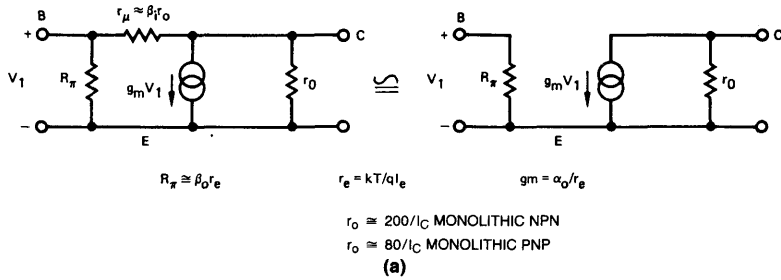 B
r_μ ≈ β_i r_o
C
+
V₁
R_π
g_m V₁
r_0
−
E
≅
B
C
+
V₁
R_π
g_m V₁
r_0
−
E
R_π ≅ β_o r_e
r_e = kT/qI_e
gm = α_o/r_e
r_o ≅ 200/I_C MONOLITHIC NPN
r_o ≅ 80/I_C MONOLITHIC PNP
(a)